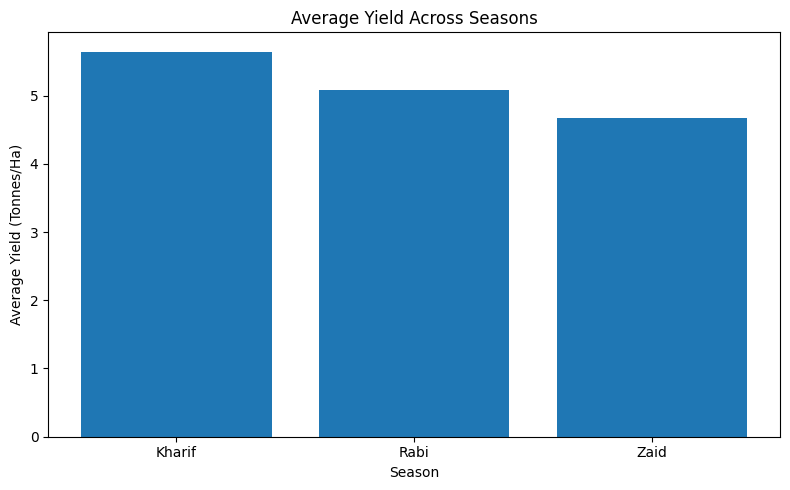 Average Yield Across Seasons
Average Yield (Tonnes/Ha)
5
4
3
2
1
0
Kharif
Rabi
Zaid
Season